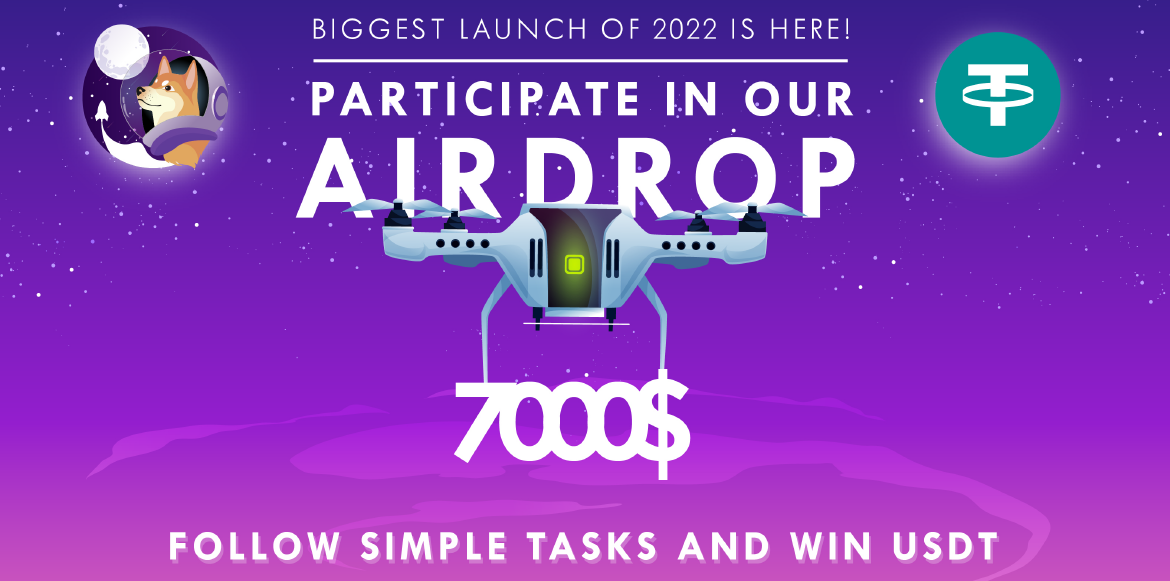 BIGGEST LAUNCH OF 2022 IS HERE!
PARTICIPATE IN OUR
AIRDROP
7000$
FOLLOW SIMPLE TASKS AND WIN USDT